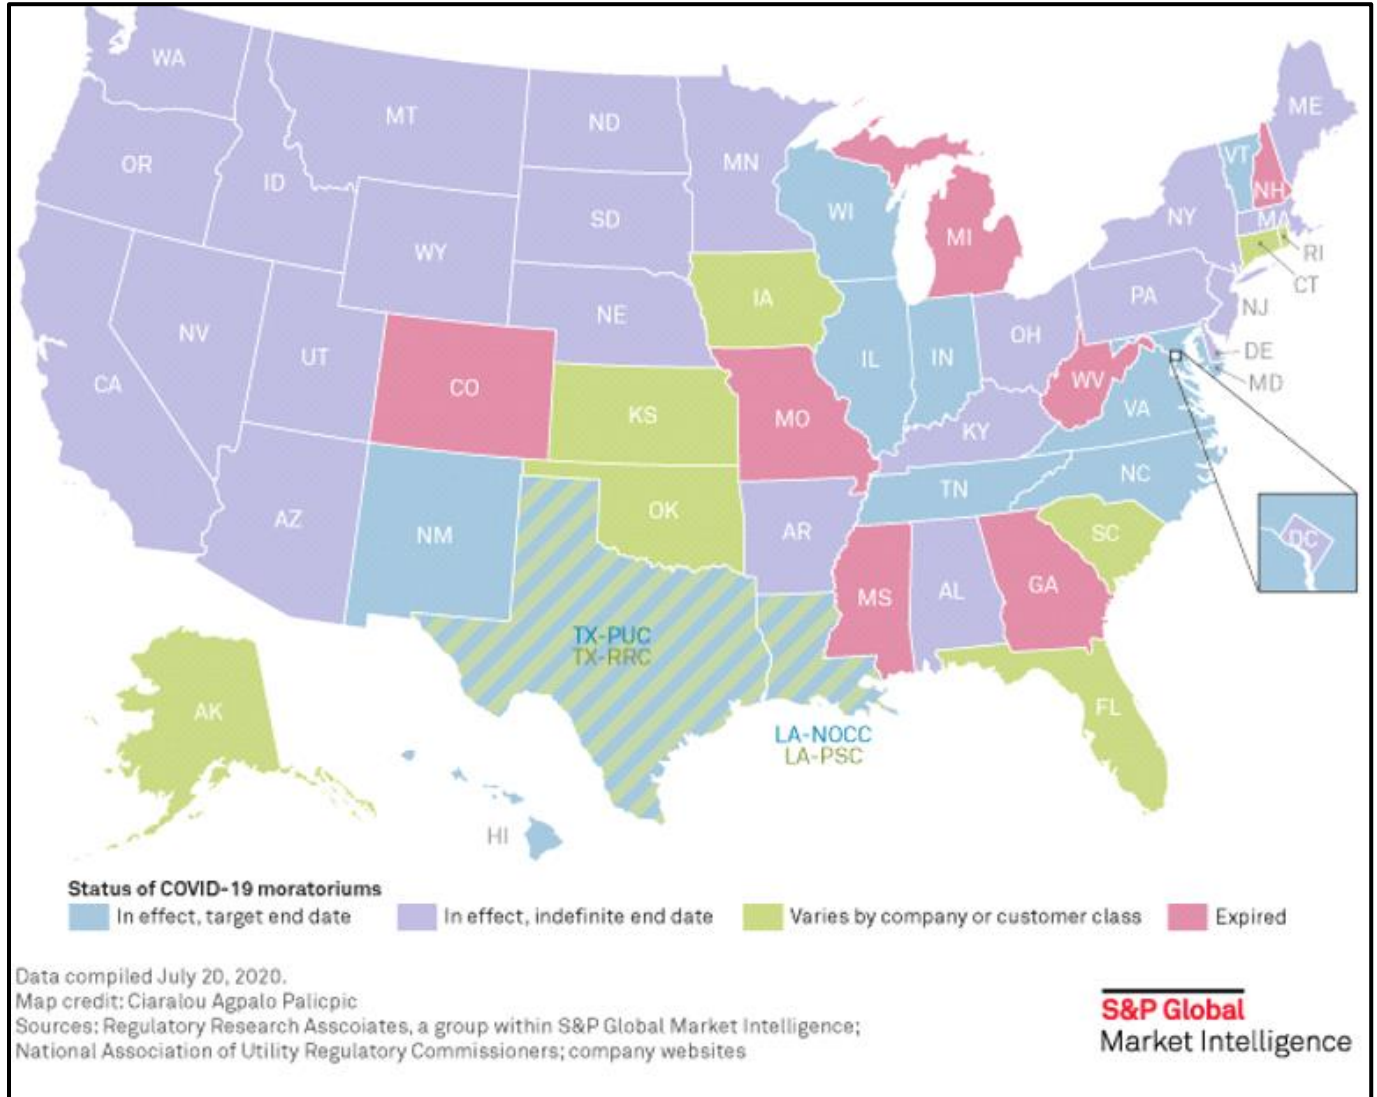 WA
MT
ND
MN
ME
OR
ID
SD
WI
MI
VT
NH
NY
MA
RI
CT
WY
IA
NE
PA
NJ
NV
UT
CO
IL
IN
OH
DE
MD
CA
KS
MO
WV
VA
KY
AZ
NM
OK
AR
TN
NC
SC
DC
MS
AL
GA
TX-PUC
TX-RRC
AK
FL
LA-NOCC
LA-PSC
HI
Status of COVID-19 moratoriums
In effect, target end date
In effect, indefinite end date
Varies by company or customer class
Expired
Data compiled July 20, 2020.
Map credit: Ciaralou Agpalo Palicpic
Sources: Regulatory Research Asscoiates, a group within S&P Global Market Intelligence;
National Association of Utility Regulatory Commissioners; company websites
S&P Global
Market Intelligence